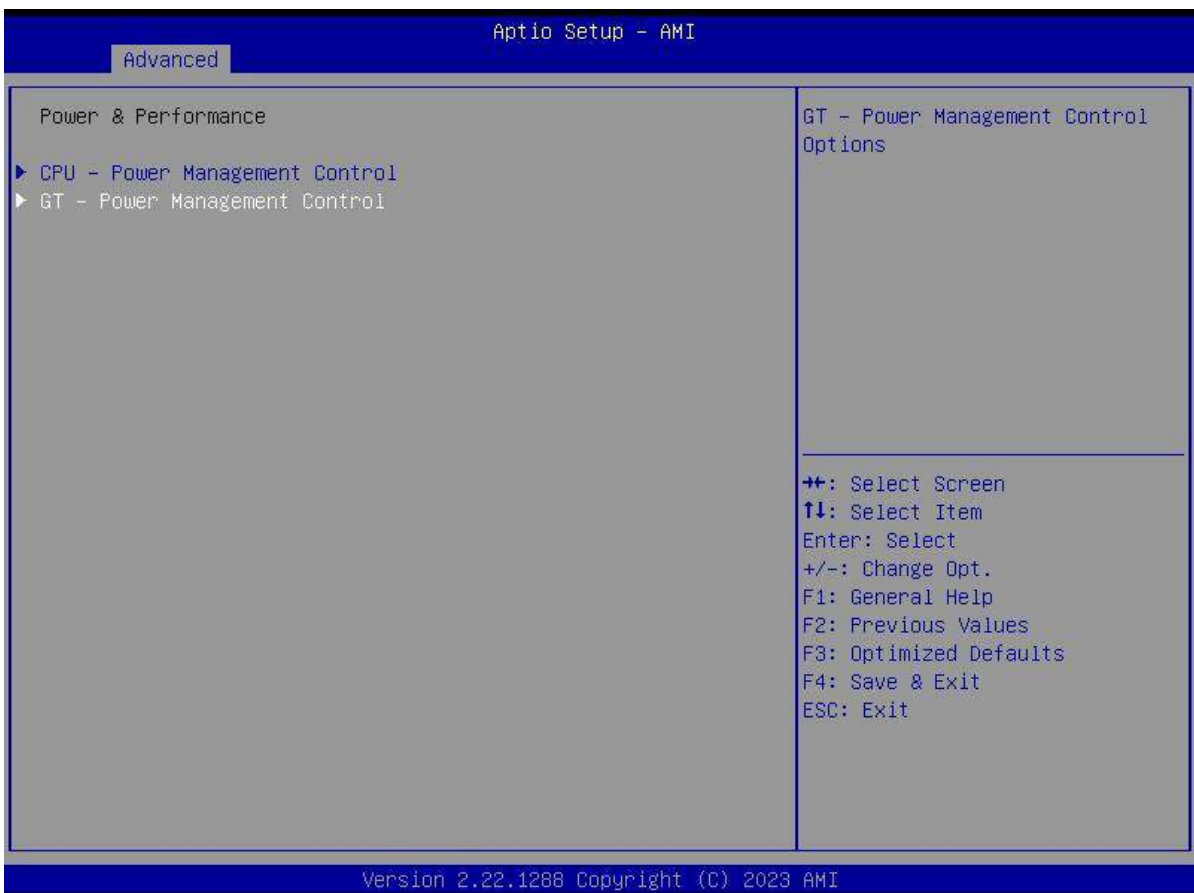 Aptio Setup - AMI
Advanced
Power & Performance
CPU - Power Management Control
GT - Power Management Control
GT - Power Management Control
Options
→←: Select Screen
↑↓: Select Item
Enter: Select
+/-: Change Opt.
F1: General Help
F2: Previous Values
F3: Optimized Defaults
F4: Save & Exit
ESC: Exit
Version 2.22.1288 Copyright (C) 2023 AMI